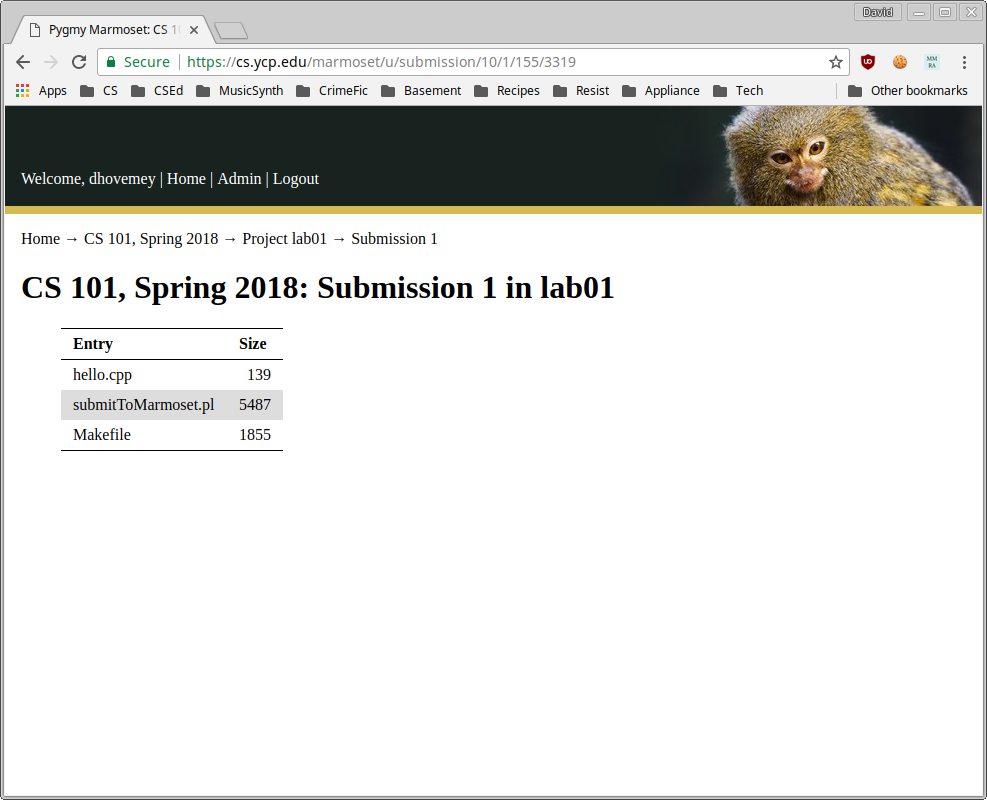 David
Pygmy Marmoset: CS 10
Secure https://cs.ycp.edu/marmoset/u/submission/10/1/155/3319
UD
MM
RA
Apps CS CSEd MusicSynth CrimeFic Basement Recipes Resist Appliance Tech Other bookmarks
Welcome, dhovemey | Home | Admin | Logout
Home → CS 101, Spring 2018 → Project lab01 → Submission 1
CS 101, Spring 2018: Submission 1 in lab01
Entry Size
hello.cpp 139
submitToMarmoset.pl 5487
Makefile 1855